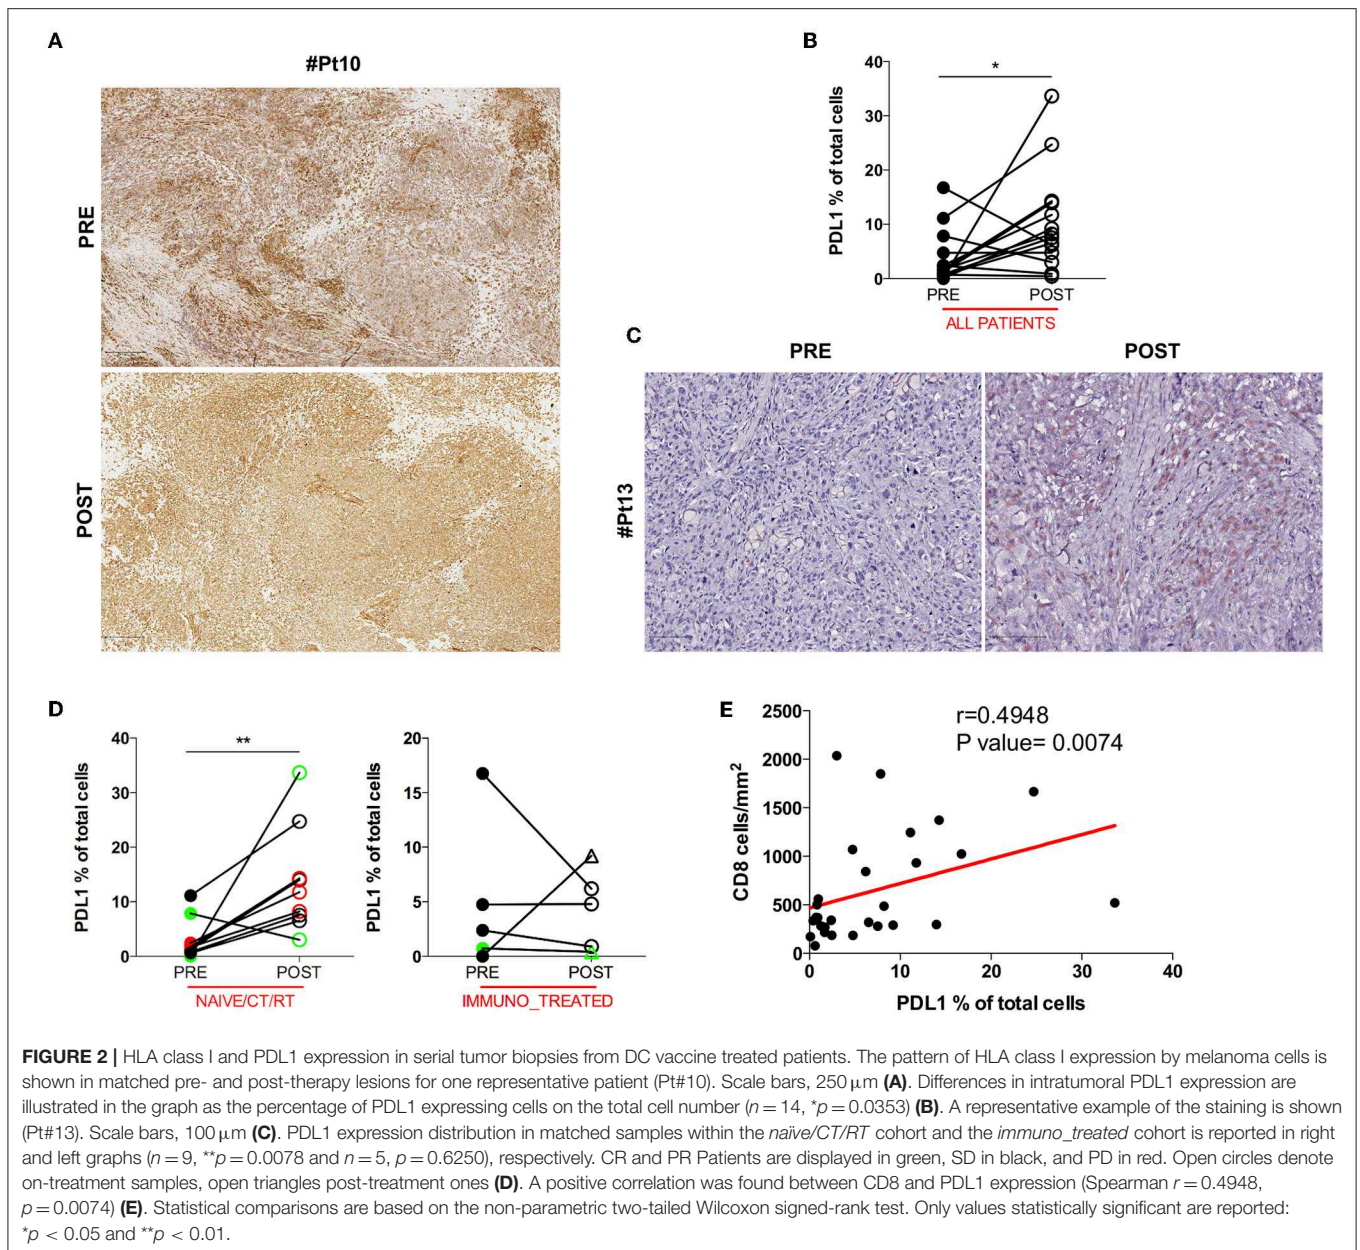 A
#Pt10
PRE
POST
B
PDL1 % of total cells
40
30
20
10
0
*
PRE
POST
ALL PATIENTS
C
PRE
POST
#Pt13
D
PDL1 % of total cells
40
30
20
10
0
**
PRE
POST
NAIVE/CT/RT
PDL1 % of total cells
20
15
10
5
0
PRE
POST
IMMUNO_TREATED
E
CD8 cells/mm²
2500
2000
1500
1000
500
0
r=0.4948
P value= 0.0074
0
10
20
30
40
PDL1 % of total cells
FIGURE 2 | HLA class I and PDL1 expression in serial tumor biopsies from DC vaccine treated patients. The pattern of HLA class I expression by melanoma cells is
shown in matched pre- and post-therapy lesions for one representative patient (Pt#10). Scale bars, 250 μm (A). Differences in intratumoral PDL1 expression are
illustrated in the graph as the percentage of PDL1 expressing cells on the total cell number (n = 14, *p = 0.0353) (B). A representative example of the staining is shown
(Pt#13). Scale bars, 100 μm (C). PDL1 expression distribution in matched samples within the naïve/CT/RT cohort and the immuno_treated cohort is reported in right
and left graphs (n = 9, **p = 0.0078 and n = 5, p = 0.6250), respectively. CR and PR Patients are displayed in green, SD in black, and PD in red. Open circles denote
on-treatment samples, open triangles post-treatment ones (D). A positive correlation was found between CD8 and PDL1 expression (Spearman r = 0.4948,
p = 0.0074) (E). Statistical comparisons are based on the non-parametric two-tailed Wilcoxon signed-rank test. Only values statistically significant are reported:
*p < 0.05 and **p < 0.01.